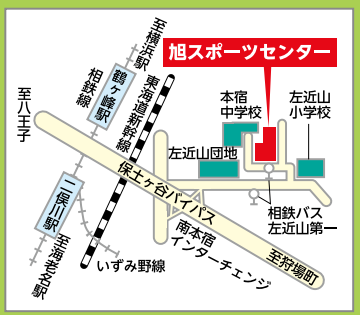 旭スポーツセンター
至横浜駅
東海道新幹線
鶴ヶ峰駅
相鉄線
至八王子
本宿
中学校
左近山
小学校
左近山団地
保土ヶ谷バイパス
二俣川駅
至海老名駅
いずみ野線
南本宿
インターチェンジ
相鉄バス
左近山第一
至狩場町